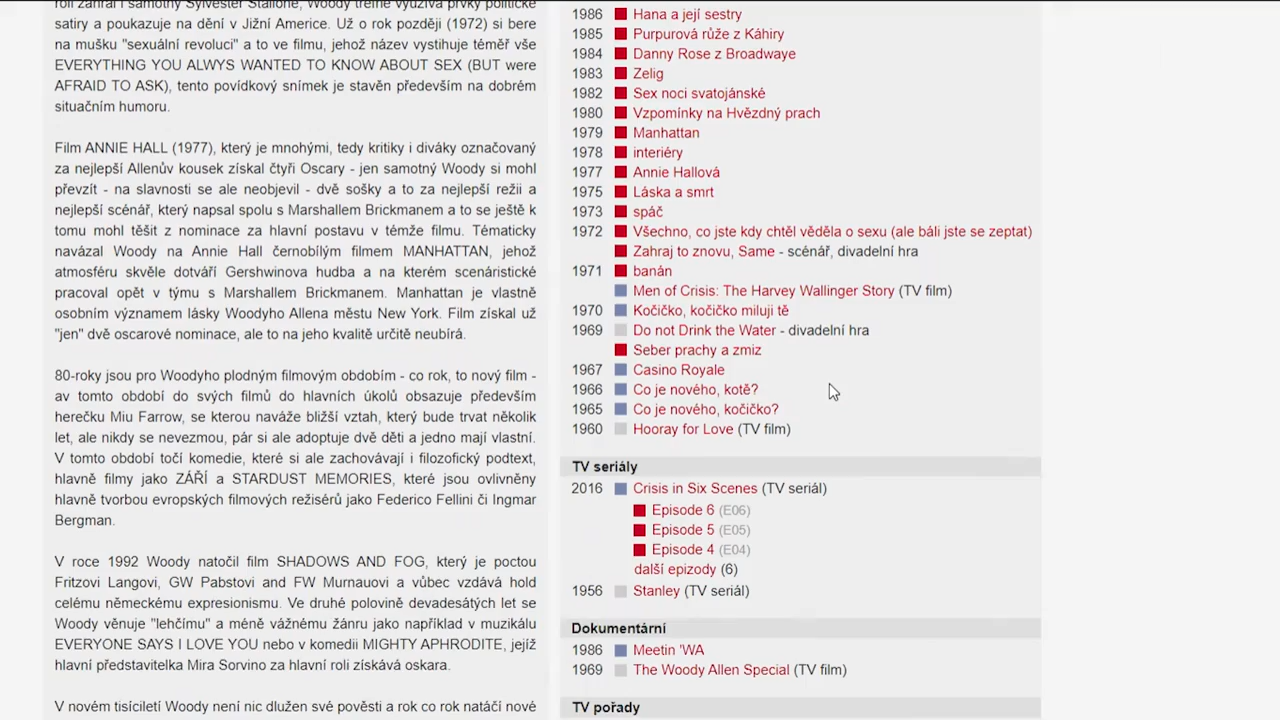 roli zahrál i samotný Sylvester Stallone, Woody trefně využívá prvky politické
satiry a poukazuje na dění v Jižní Americe. Už o rok později (1972) si bere
na mušku "sexuální revoluci" a to ve filmu, jehož název vystihuje téměř vše
EVERYTHING YOU ALWYS WANTED TO KNOW ABOUT SEX (BUT were
AFRAID TO ASK), tento povídkový snímek je stavěn především na dobrém
situačním humoru.
Film ANNIE HALL (1977), který je mnohými, tedy kritiky i diváky označovaný
za nejlepší Allenův kousek získal čtyři Oscary - jen samotný Woody si mohl
převzít - na slavnosti se ale neobjevil - dvě sošky a to za nejlepší režii a
nejlepší scénář, který napsal spolu s Marshallem Brickmanem a to se ještě k
tomu mohl těšit z nominace za hlavní postavu v témže filmu. Tématicky
navázal Woody na Annie Hall černobílým filmem MANHATTAN, jehož
atmosféru skvěle dotváří Gershwinova hudba a na kterém scenáristické
pracoval opět v týmu s Marshallem Brickmanem. Manhattan je vlastně
osobním významem lásky Woodyho Allena městu New York. Film získal už
"jen" dvě oscarové nominace, ale to na jeho kvalitě určitě neubírá.
80-roky jsou pro Woodyho plodným filmovým obdobím - co rok, to nový film -
av tomto období do svých filmů do hlavních úkolů obsazuje především
herečku Miu Farrow, se kterou naváže bližší vztah, který bude trvat několik
let, ale nikdy se nevezmou, pár si ale adoptuje dvě děti a jedno mají vlastní.
V tomto období točí komedie, které si ale zachovávají i filozofický podtext,
hlavně filmy jako ZÁŘÍ a STARDUST MEMORIES, které jsou ovlivněny
hlavně tvorbou evropských filmových režisérů jako Federico Fellini či Ingmar
Bergman.
V roce 1992 Woody natočil film SHADOWS AND FOG, který je poctou
Fritzovi Langovi, GW Pabstovi and FW Murnauovi a vůbec vzdává hold
celému německému expresionismu. Ve druhé polovině devadesátých let se
Woody věnuje "lehčímu" a méně vážnému žánru jako například v muzikálu
EVERYONE SAYS I LOVE YOU nebo v komedii MIGHTY APHRODITE, jejíž
hlavní představitelka Mira Sorvino za hlavní roli získává oskara.
V novém tisíciletí Woody není nic dlužen své pověsti a rok co rok natáčí nové
1986 Hana a její sestry
1985 Purpurová růže z Káhiry
1984 Danny Rose z Broadwaye
1983 Zelig
1982 Sex noci svatojánské
1980 Vzpomínky na Hvězdný prach
1979 Manhattan
1978 interiéry
1977 Annie Hallová
1975 Láska a smrt
1973 spáč
1972 Všechno, co jste kdy chtěl věděla o sexu (ale báli jste se zeptat)
Zahraj to znovu, Same - scénář, divadelní hra
1971 banán
Men of Crisis: The Harvey Wallinger Story (TV film)
1970 Kočičko, kočičko miluji tě
1969 Do not Drink the Water - divadelní hra
Seber prachy a zmiz
1967 Casino Royale
1966 Co je nového, kotě?
1965 Co je nového, kočičko?
1960 Hooray for Love (TV film)
TV seriály
2016 Crisis in Six Scenes (TV seriál)
Episode 6 (E06)
Episode 5 (E05)
Episode 4 (E04)
další epizody (6)
1956 Stanley (TV seriál)
Dokumentární
1986 Meetin 'WA
1969 The Woody Allen Special (TV film)
TV pořady